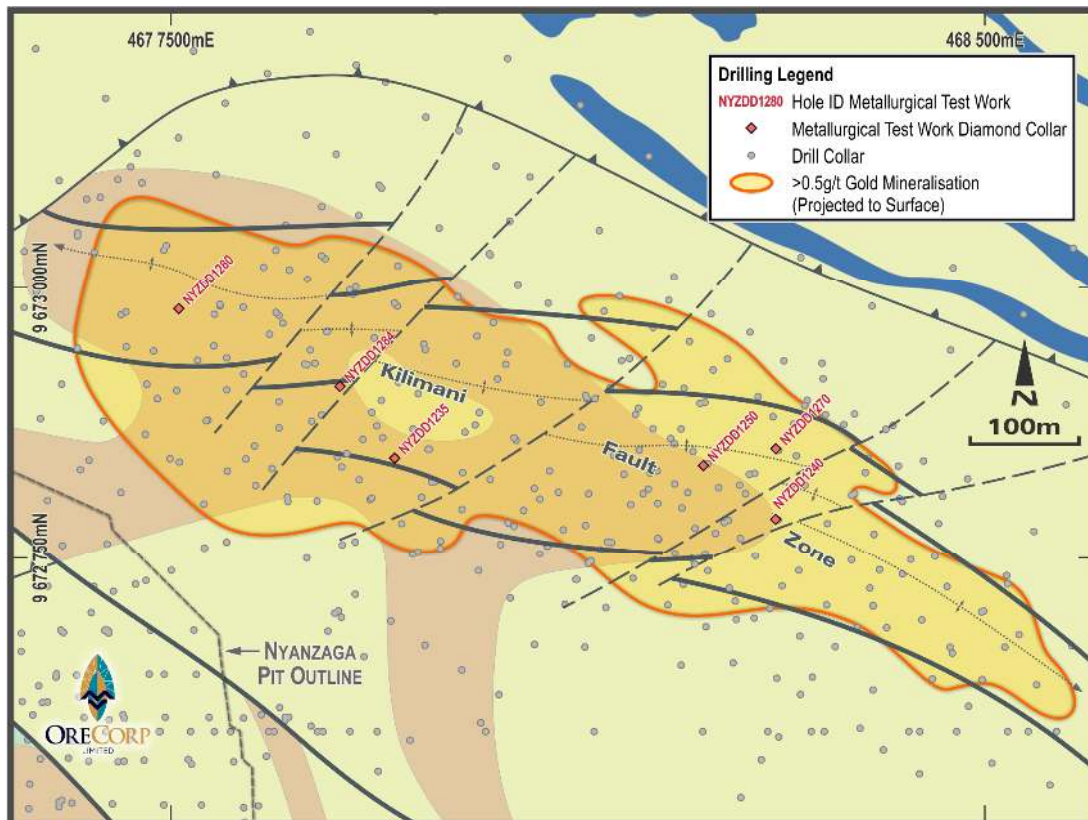 467 7500mE
468 500mE
Drilling Legend
NYZDD1280 Hole ID Metallurgical Test Work
Metallurgical Test Work Diamond Collar
Drill Collar
>0.5g/t Gold Mineralisation
(Projected to Surface)
9 673 000mN
NYZDD1280
NYZDD1284
Kilimani
NYZDD1235
Fault
NYZDD1250
NYZDD1270
NYZDD1240
Zone
N
100m
9 672 750mN
NYANZAGA
PIT OUTLINE
ORECORP
LIMITED